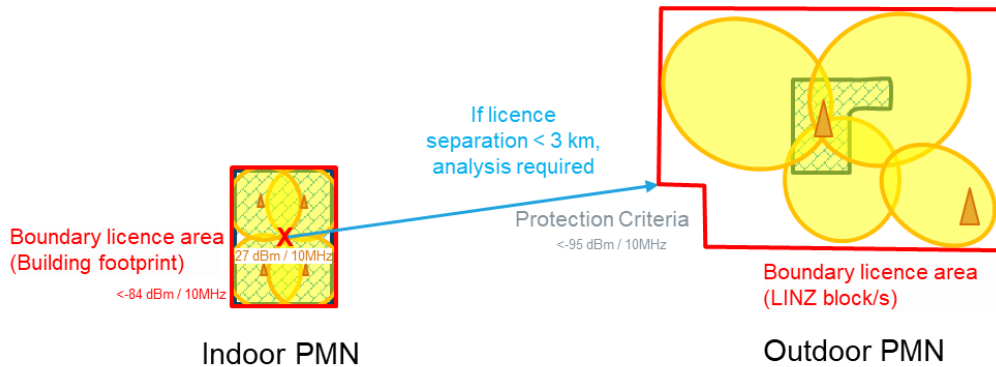 If licence
separation < 3 km,
analysis required
Protection Criteria
<-95 dBm / 10MHz
Boundary licence area
(Building footprint)
<-84 dBm / 10MHz
X
27 dBm / 10MHz
Boundary licence area
(LINZ block/s)
Indoor PMN
Outdoor PMN